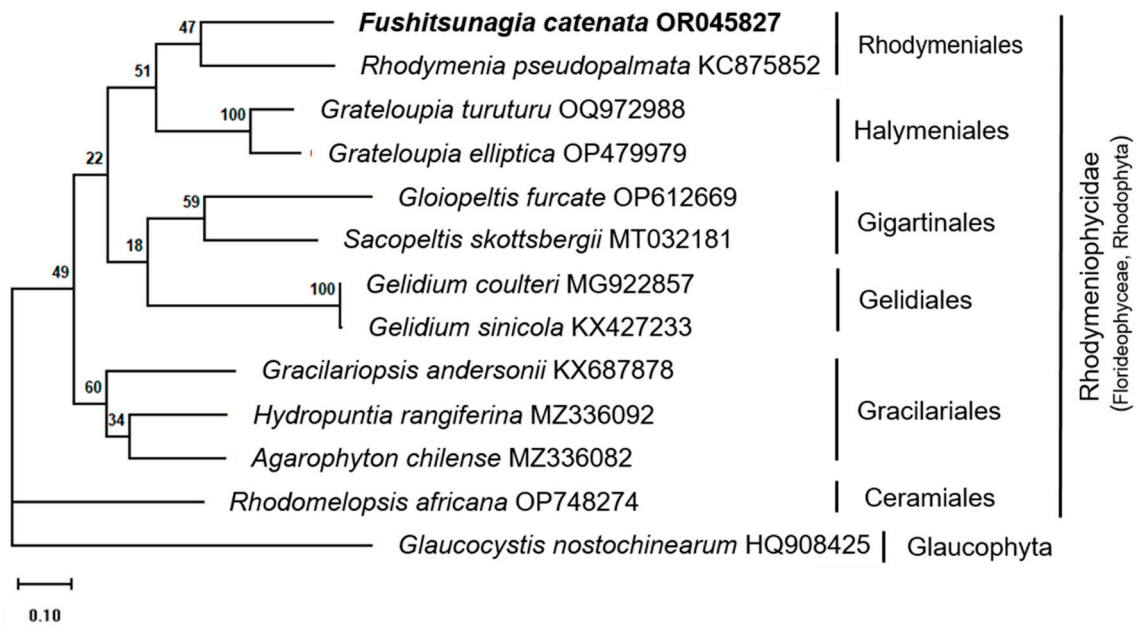 47
Fushitsunagia catenata OR045827
Rhodymeniales
Rhodymenia pseudopalmata KC875852
51
100
Grateloupia turuturu OQ972988
Halymeniales
Grateloupia elliptica OP479979
22
59
Gloiopeltis furcate OP612669
Gigartinales
Sacopeltis skottsbergii MT032181
18
49
100
Gelidium coulteri MG922857
Gelidiales
Gelidium sinicola KX427233
60
Gracilariopsis andersonii KX687878
34
Hydropuntia rangiferina MZ336092
Gracilariales
Agarophyton chilense MZ336082
Rhodomelopsis africana OP748274
Ceramiales
Glaucocystis nostochinearum HQ908425
Glaucophyta
Rhodymeniophycidae
(Florideophyceae, Rhodophyta)
0.10